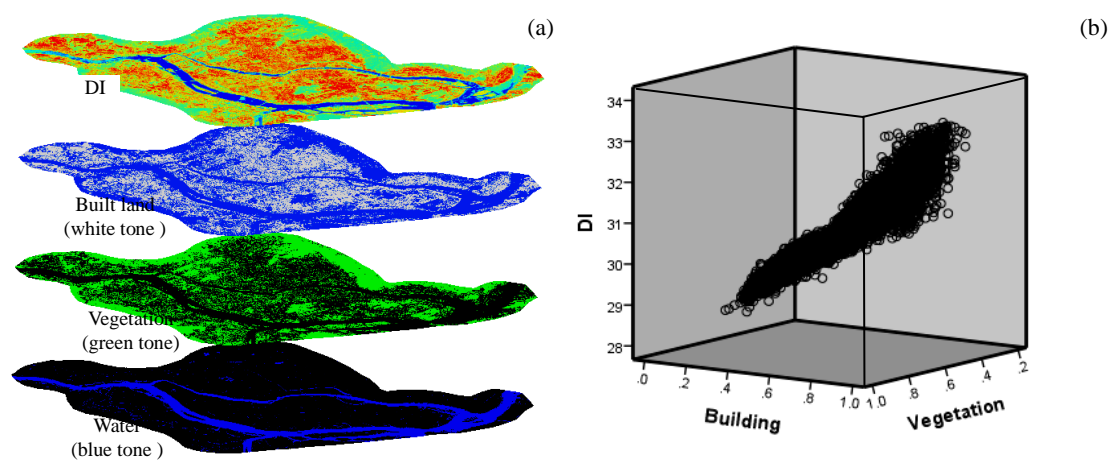 (a)
DI
Built land
(white tone )
Vegetation
(green tone)
Water
(blue tone )
(b)
34
33
32
31
30
29
28
DI
.0 .2 .4 .6 .8 1.0
Building
1.0 .8 .6 .4 .2
Vegetation